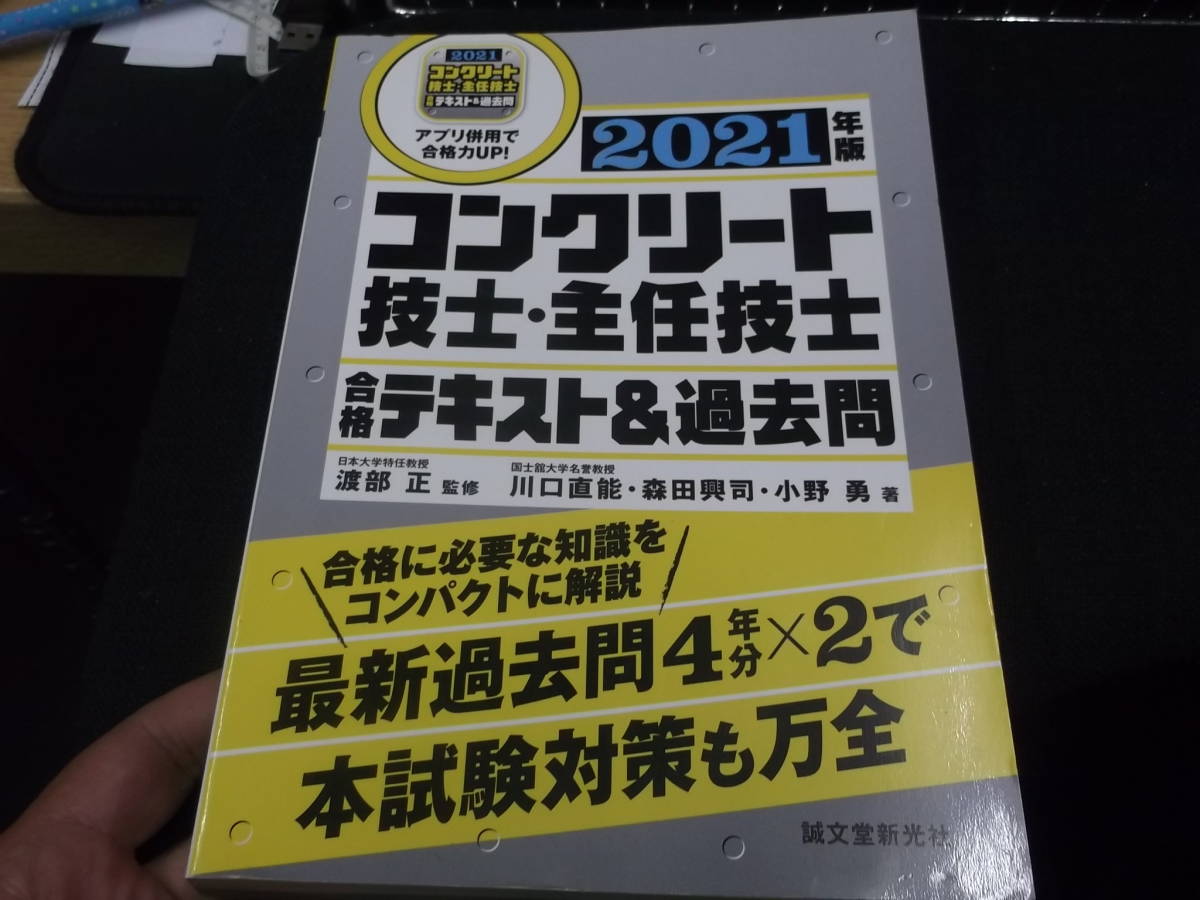 2021
コンクリート
技士・主任技士
合格テキスト&過去問
アプリ併用で
合格力UP!
2021年版
コンクリート
技士・主任技士
合格テキスト&過去問
日本大学特任教授
渡部 正 監修
国士舘大学名誉教授
川口直能・森田興司・小野 勇 著
合格に必要な知識を
コンパクトに解説
最新過去問4年分×2で
本試験対策も万全
誠文堂新光社